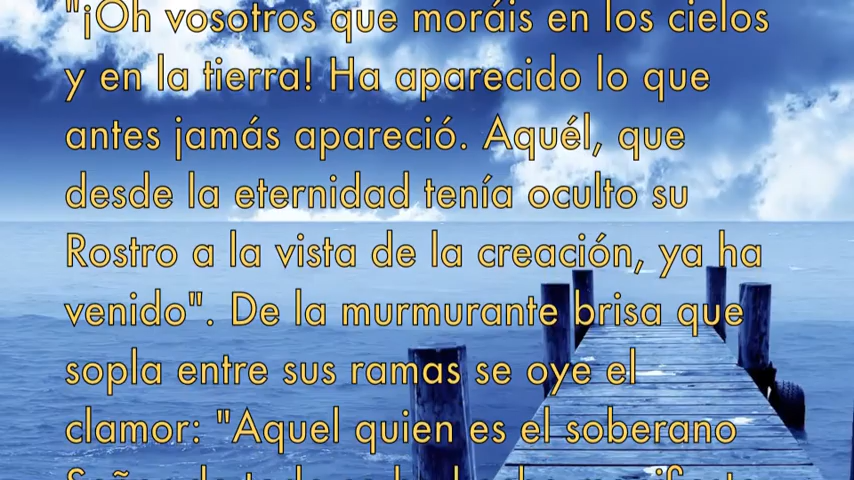 "¡Oh vosotros que moráis en los cielos
y en la tierra! Ha aparecido lo que
antes jamás apareció. Aquél, que
desde la eternidad tenía oculto su
Rostro a la vista de la creación, ya ha
venido". De la murmurante brisa que
sopla entre sus ramas se oye el
clamor: "Aquel quien es el soberano